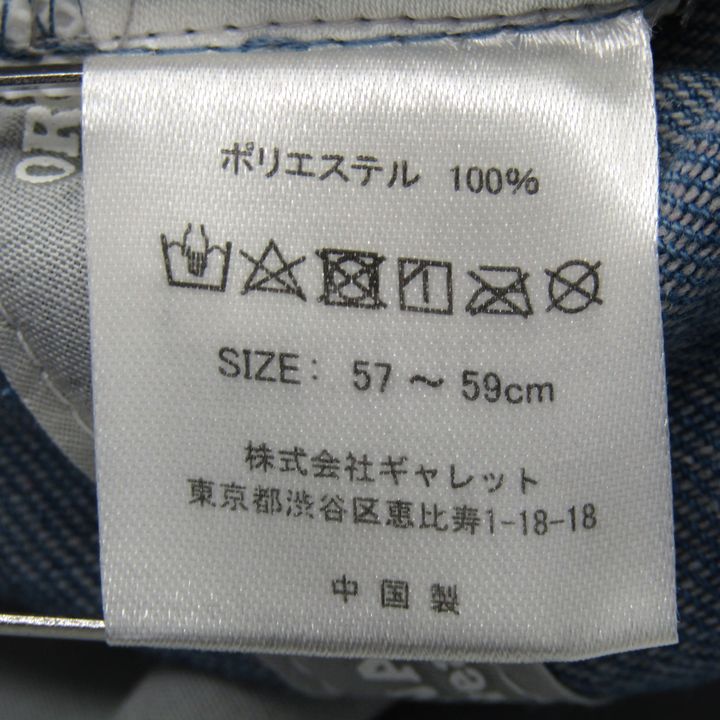 ORG
ポリエステル 100%
SIZE: 57 ～ 59cm
株式会社ギャレット
東京都渋谷区恵比寿1-18-18
中国製